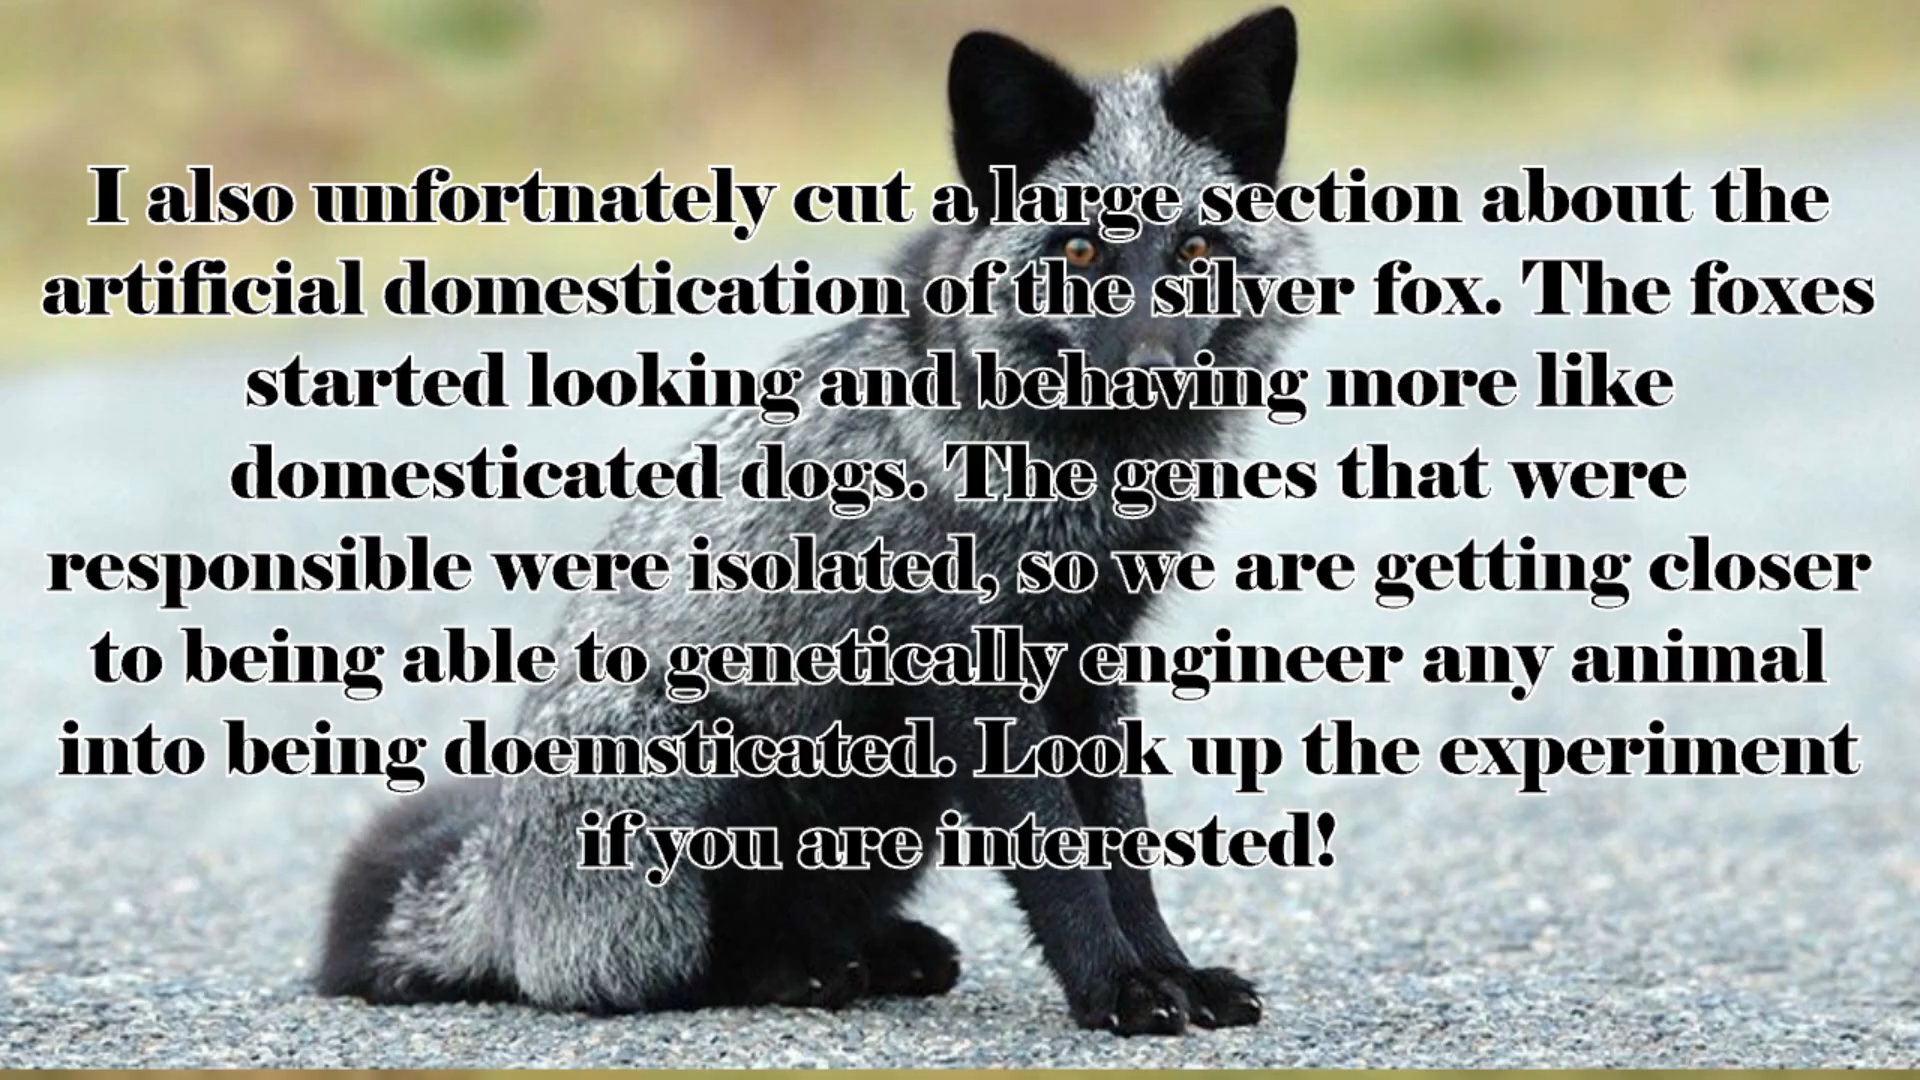 I also unfortnately cut a large section about the
artificial domestication of the silver fox. The foxes
started looking and behaving more like
domesticated dogs. The genes that were
responsible were isolated, so we are getting closer
to being able to genetically engineer any animal
into being doemsticated. Look up the experiment
if you are interested!